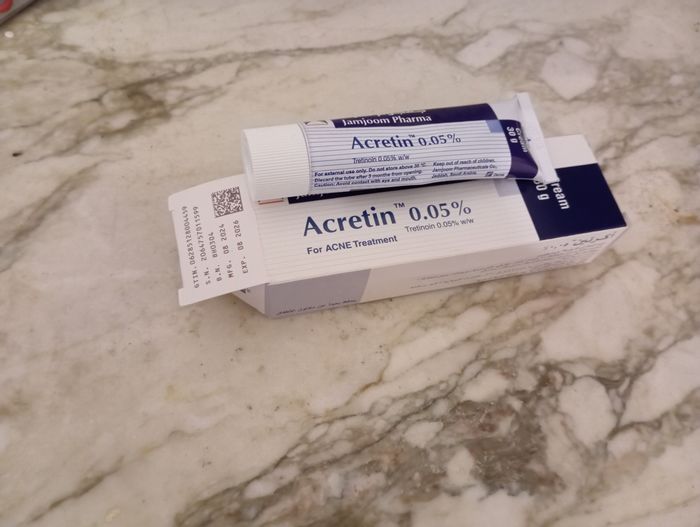 Jamjoom Pharma
Acretin™ 0.05%
Tretinoin 0.05% w/w
For external use only. Do not store above 30 °C.
Discard the tube after 3 months from opening.
Caution: Avoid contact with eye and mouth.
Keep out of reach of children.
Jamjoom Pharmaceuticals Co.,
Jeddah, Saudi Arabia.
Cream
30 g
Acretin™ 0.05%
Tretinoin 0.05% w/w
For ACNE Treatment
ream
GTIN:06285128004459
S.N. 2064757011599
B.N. BH0304
MFG. 08 2024
EXP. 08 2026